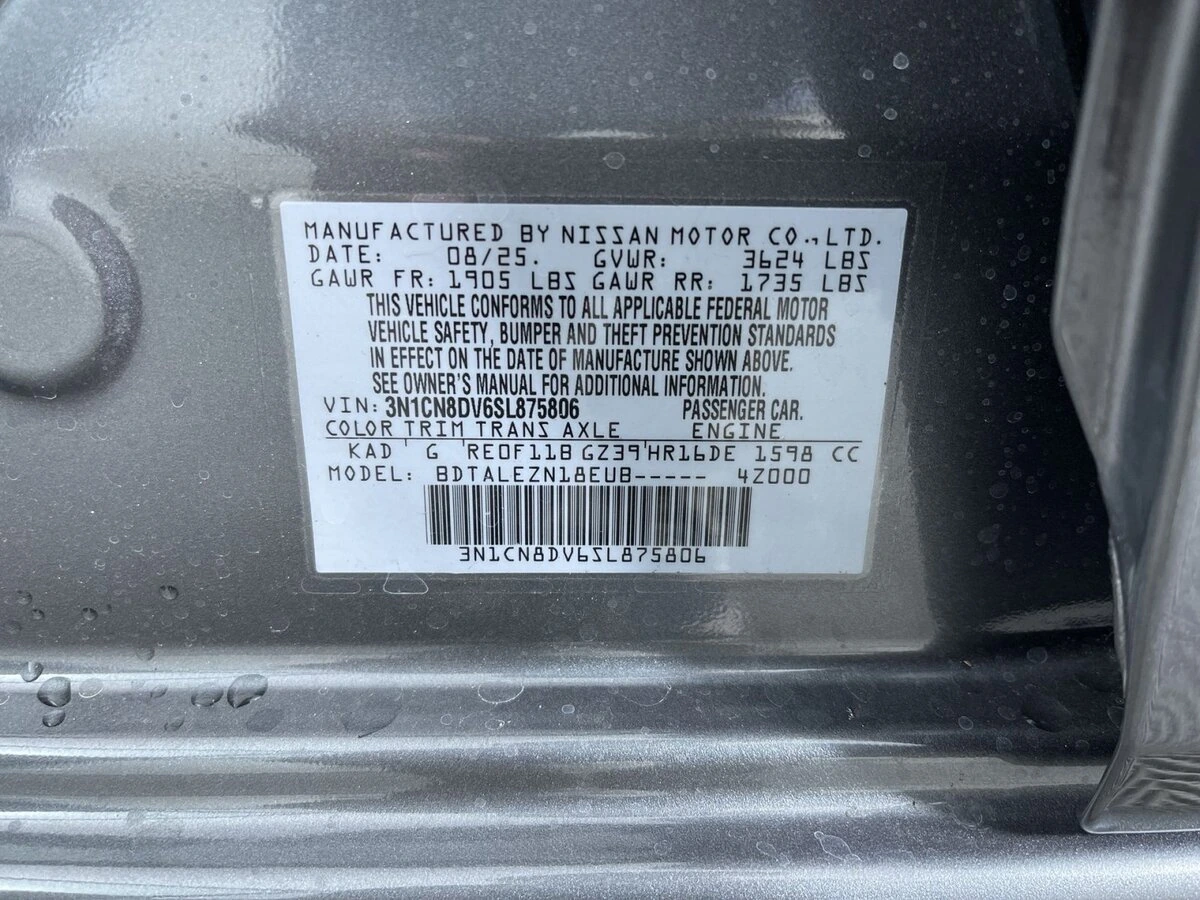 MANUFACTURED BY NISSAN MOTOR CO.,LTD.
DATE: 08/25. GVWR: 3624 LBS
GAWR FR: 1905 LBS GAWR RR: 1735 LBS
THIS VEHICLE CONFORMS TO ALL APPLICABLE FEDERAL MOTOR
VEHICLE SAFETY, BUMPER AND THEFT PREVENTION STANDARDS
IN EFFECT ON THE DATE OF MANUFACTURE SHOWN ABOVE.
SEE OWNER'S MANUAL FOR ADDITIONAL INFORMATION.
VIN: 3N1CN8DV6SL875806 PASSENGER CAR.
COLOR TRIM TRANS AXLE ENGINE
KAD G RE0F11B GZ39 HR16DE 1598 CC
MODEL: BDTALEZN18EUB----- 4Z000
3N1CN8DV6SL875806